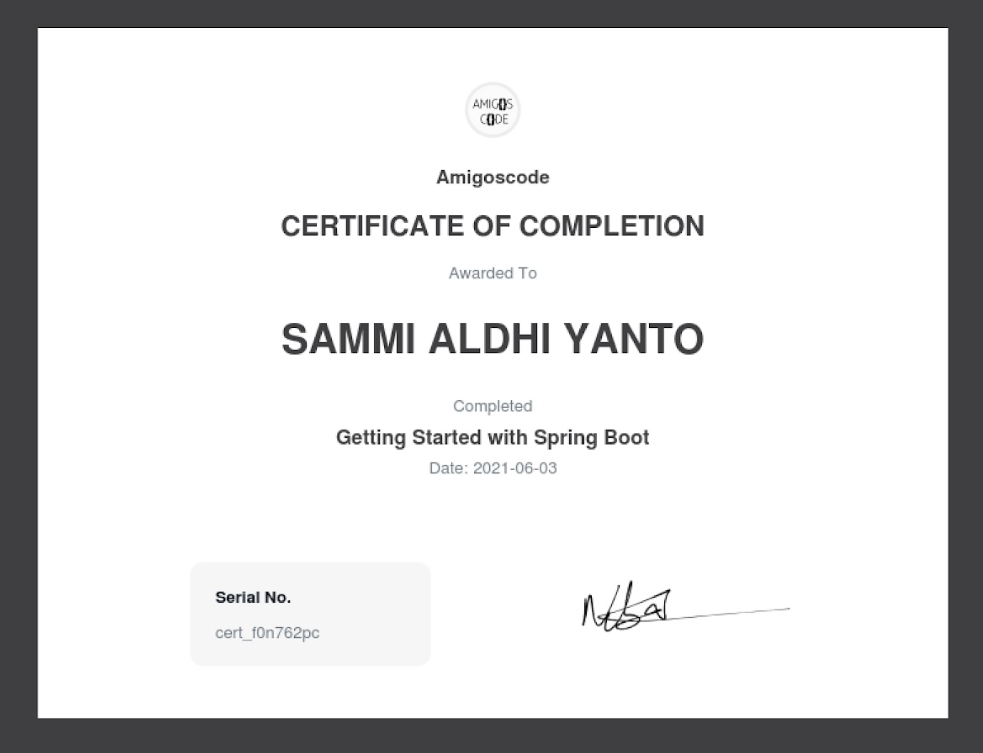 AMIGOS
CODE
Amigoscode
CERTIFICATE OF COMPLETION
Awarded To
SAMMI ALDHI YANTO
Completed
Getting Started with Spring Boot
Date: 2021-06-03
Serial No.
cert_f0n762pc